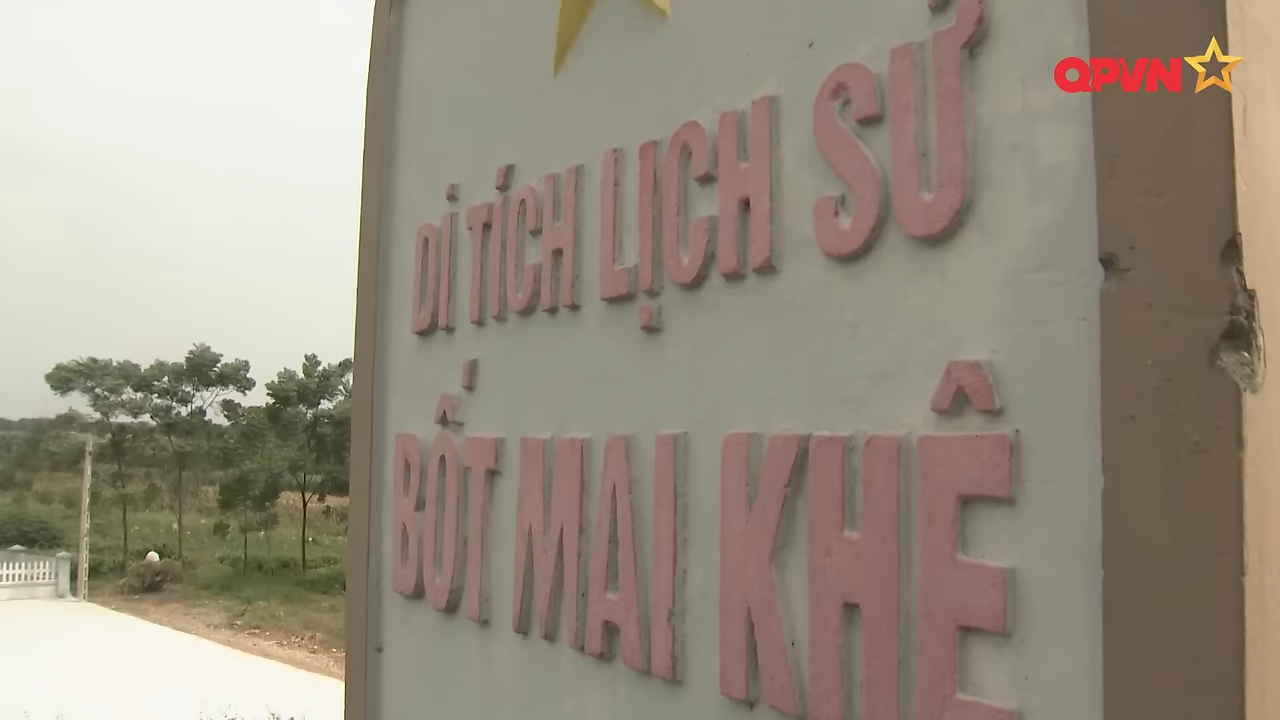 QPVN
DI TÍCH LỊCH SỬ
BỐT MAI KHÊ